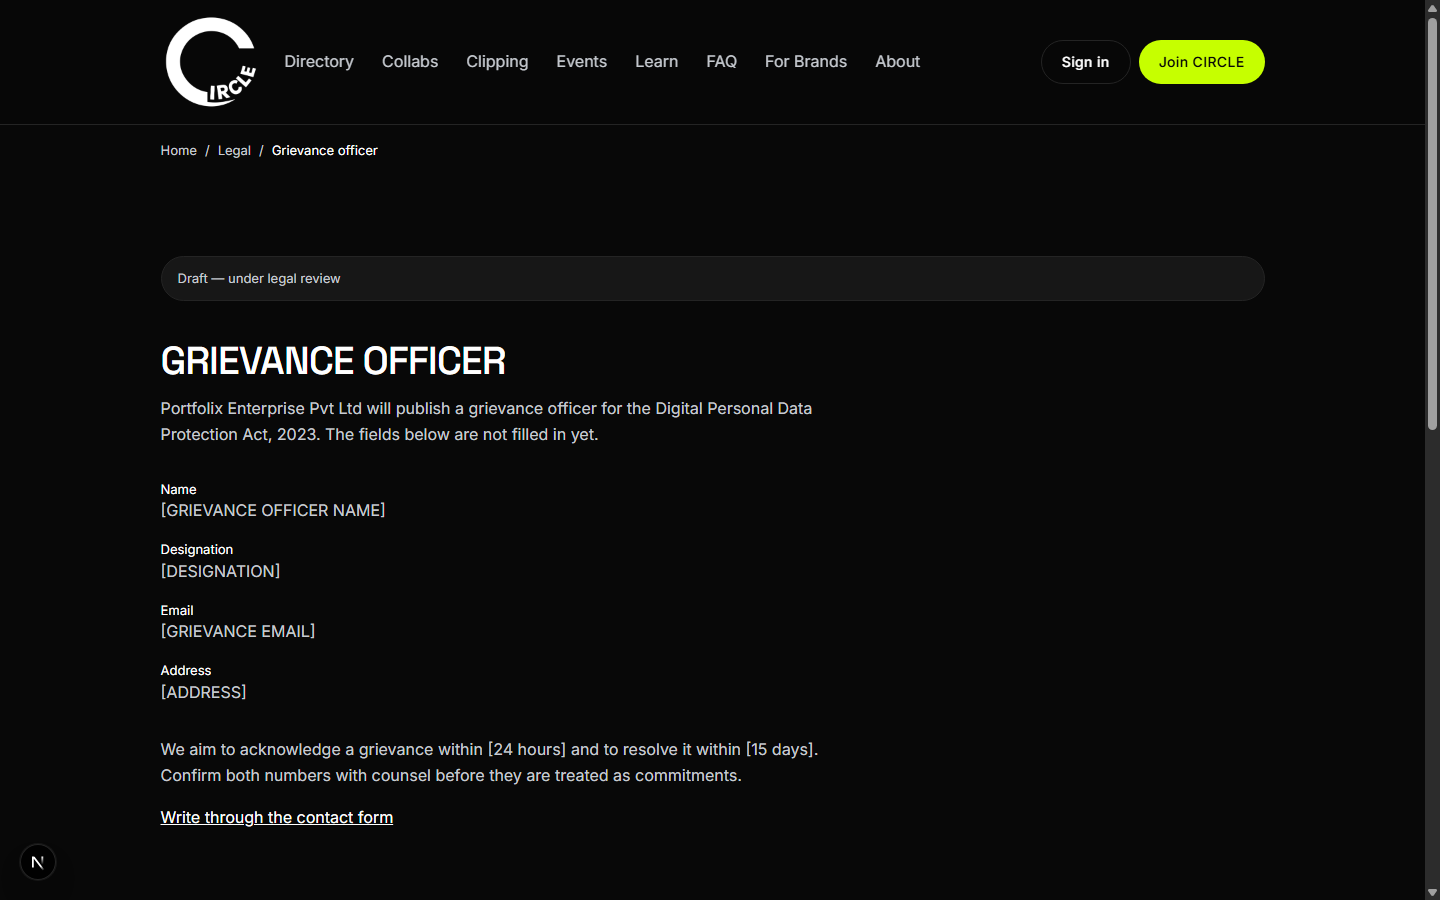 CIRCLE
Directory
Collabs
Clipping
Events
Learn
FAQ
For Brands
About
Sign in
Join CIRCLE
Home / Legal / Grievance officer
Draft — under legal review
GRIEVANCE OFFICER
Portfolix Enterprise Pvt Ltd will publish a grievance officer for the Digital Personal Data
Protection Act, 2023. The fields below are not filled in yet.
Name
[GRIEVANCE OFFICER NAME]
Designation
[DESIGNATION]
Email
[GRIEVANCE EMAIL]
Address
[ADDRESS]
We aim to acknowledge a grievance within [24 hours] and to resolve it within [15 days].
Confirm both numbers with counsel before they are treated as commitments.
Write through the contact form
N